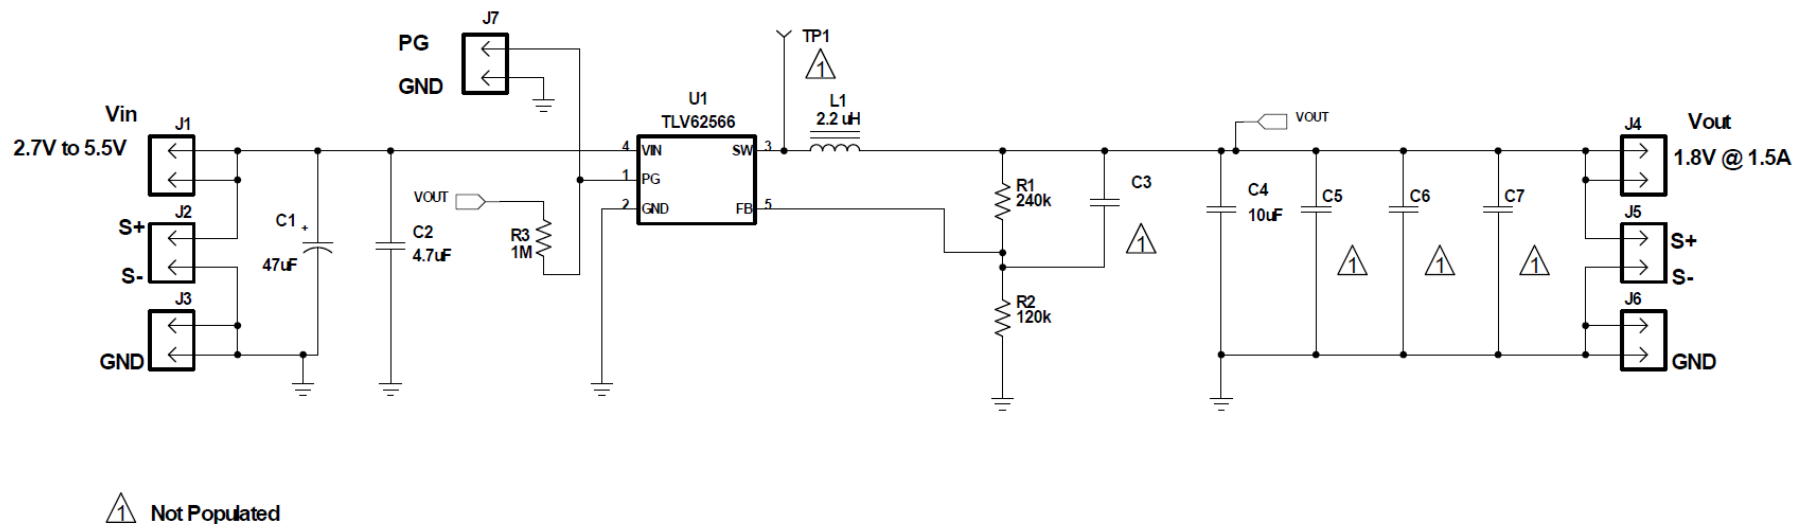 J7
PG
GND
TP1
1
U1
TLV62566
L1
2.2 uH
Vin
2.7V to 5.5V
J1
4
VIN
SW
3
1
PG
2
GND
FB
5
VOUT
J4
Vout
1.8V @ 1.5A
J2
S+
S-
C1
+
47uF
C2
4.7uF
VOUT
R3
1M
R1
240k
C3
1
C4
10uF
C5
1
C6
1
C7
1
J5
S+
S-
J3
GND
R2
120k
J6
GND
1 Not Populated